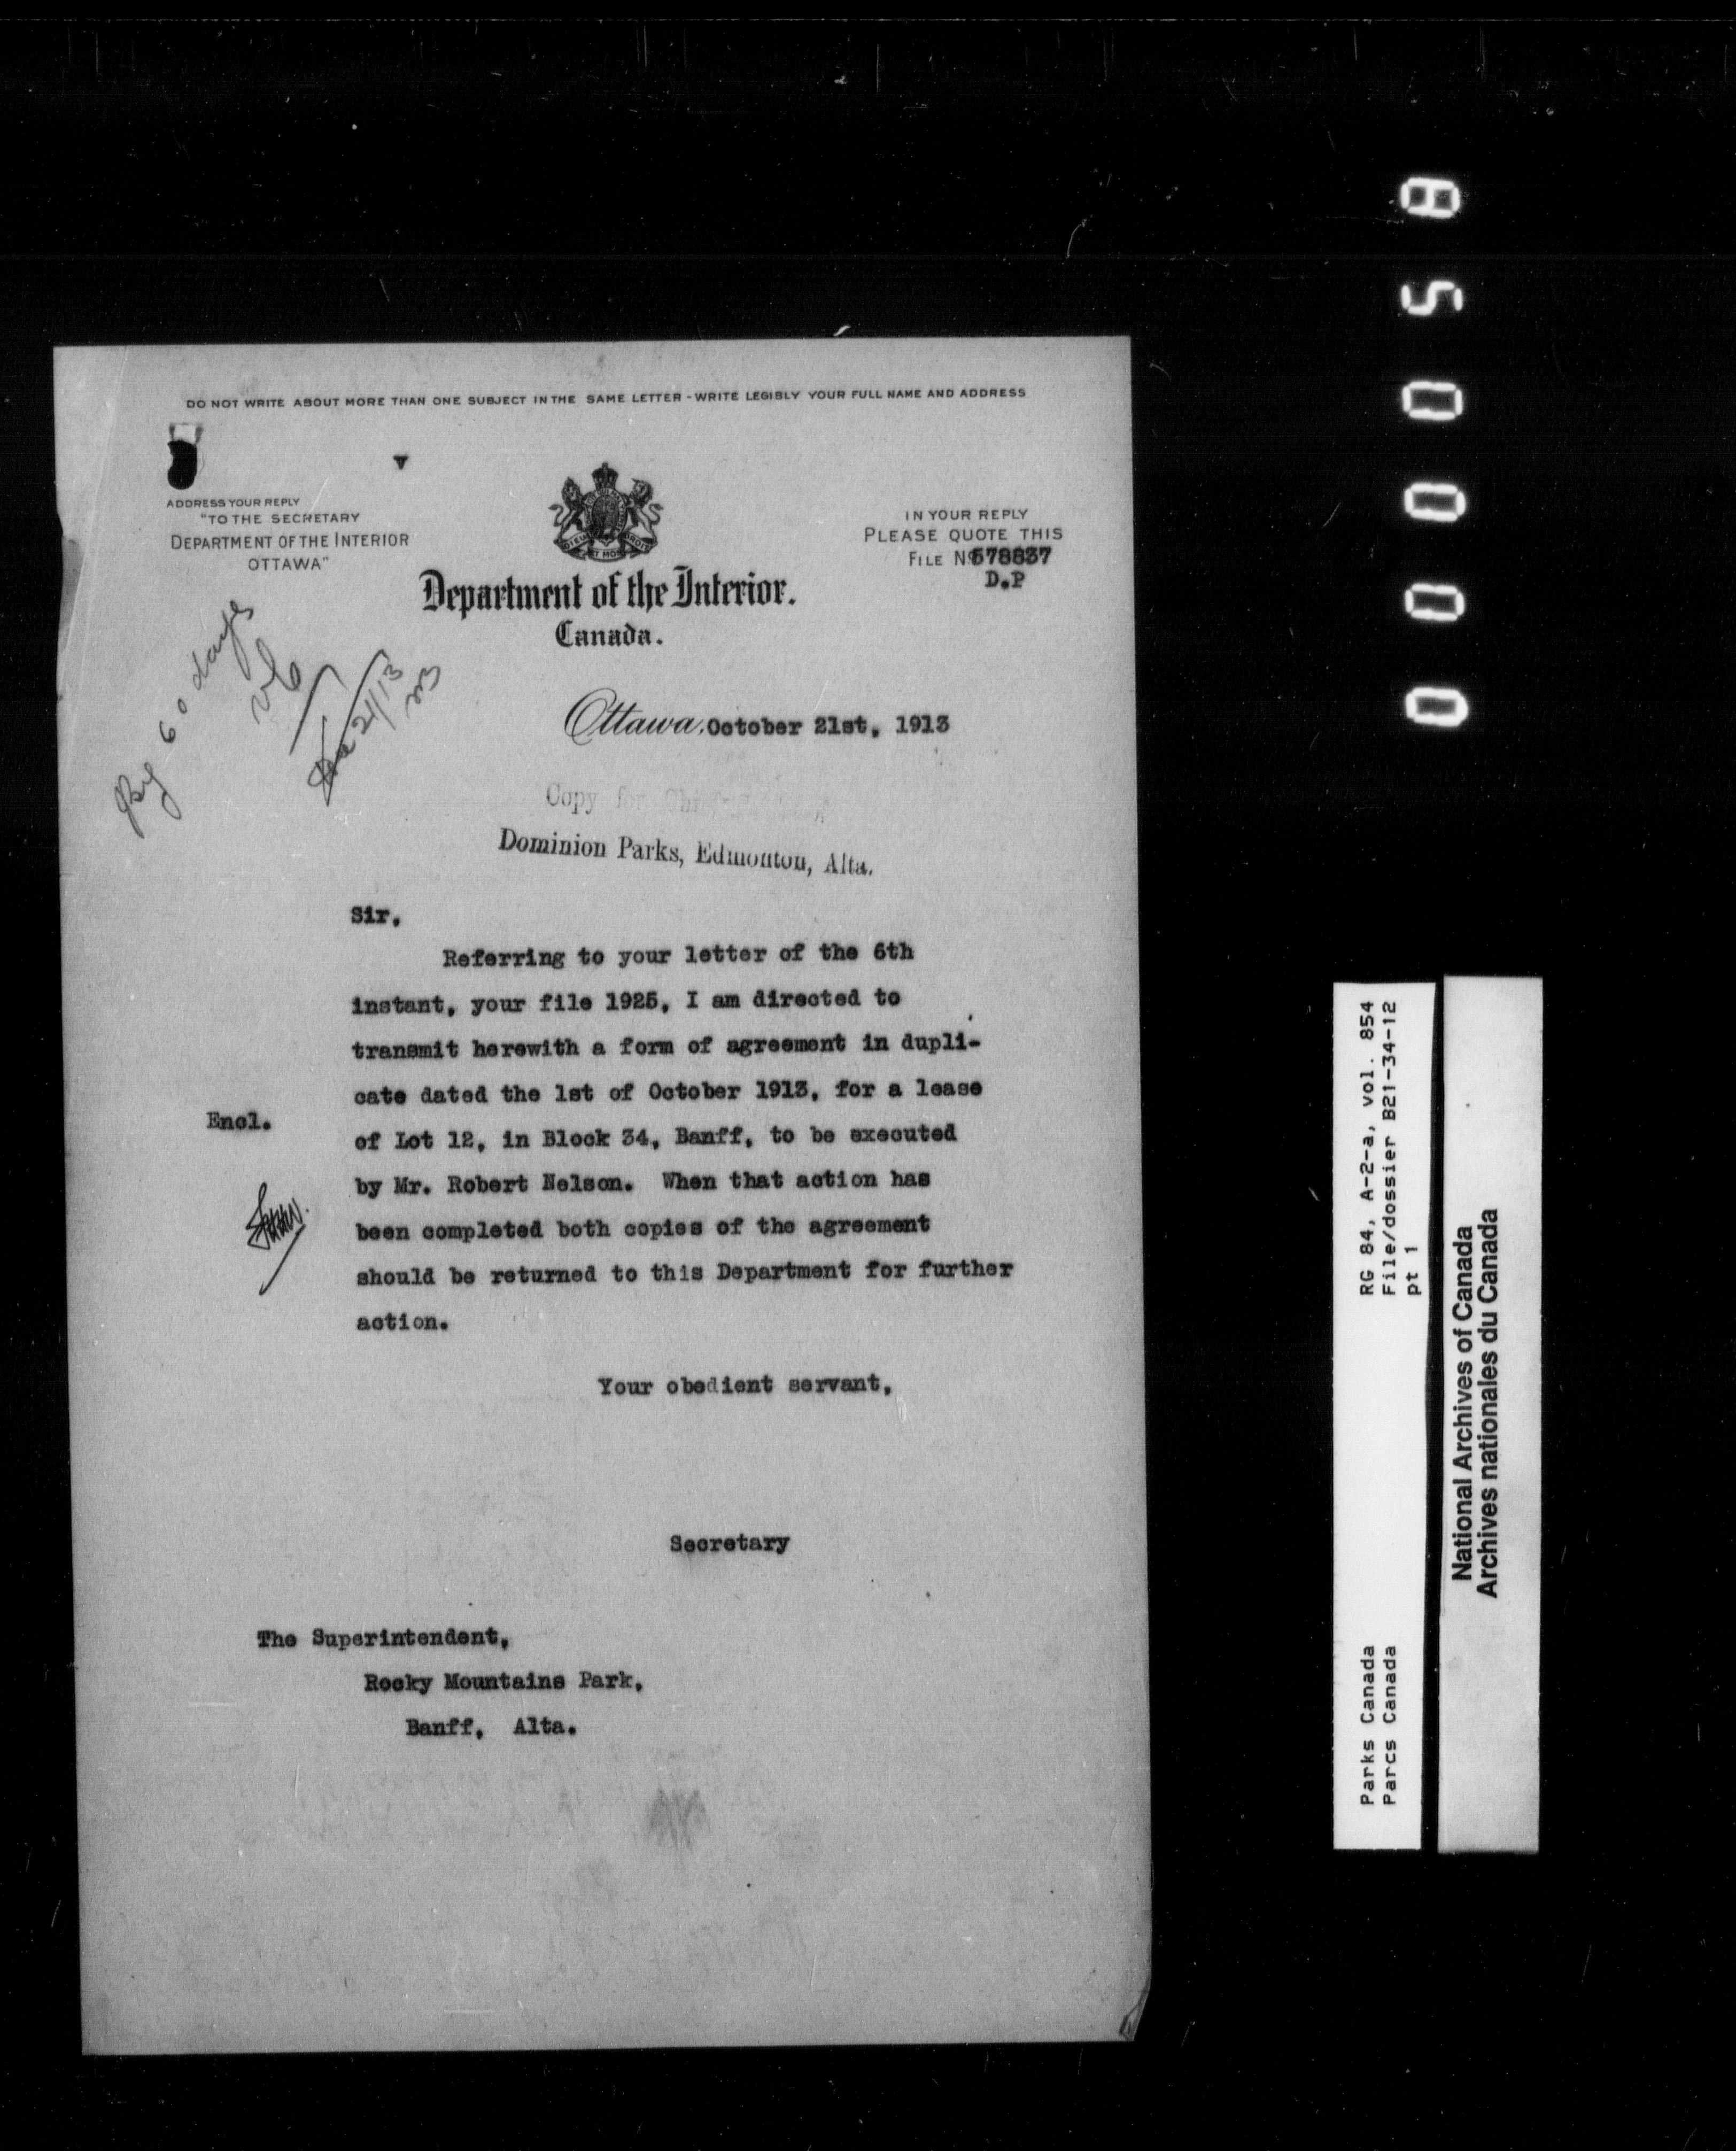 DO NOT WRITE ABOUT MORE THAN ONE SUBJECT IN THE SAME LETTER - WRITE LEGIBLY YOUR FULL NAME AND ADDRESS
ADDRESS YOUR REPLY
"TO THE SECRETARY
DEPARTMENT OF THE INTERIOR
OTTAWA"
IN YOUR REPLY
PLEASE QUOTE THIS
FILE No 578837
D.P
Department of the Interior.
Canada.
60 days
21/13
Ottawa, October 21st, 1913
Copy for
Dominion Parks, Edmonton, Alta.
Sir,
Referring to your letter of the 6th
instant, your file 1925, I am directed to
transmit herewith a form of agreement in dupli-
cate dated the 1st of October 1913, for a lease
Encl.
of Lot 12, in Block 34, Banff, to be executed
by Mr. Robert Nelson. When that action has
been completed both copies of the agreement
should be returned to this Department for further
action.
Your obedient servant,
Secretary
The Superintendent,
Rocky Mountains Park,
Banff, Alta.
RG 84, A-2-a, vol. 854
File/dossier B21-34-12
pt 1
Parks Canada
Parcs Canada
National Archives of Canada
Archives nationales du Canada